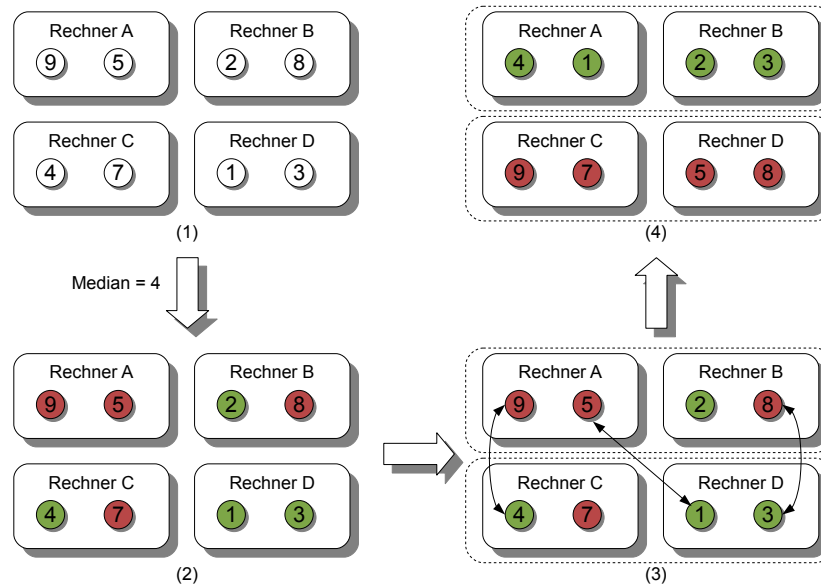 Rechner A
9 5
Rechner B
2 8
Rechner C
4 7
Rechner D
1 3
(1)
Median = 4
Rechner A
9 5
Rechner B
2 8
Rechner C
4 7
Rechner D
1 3
(2)
Rechner A
9 5
Rechner B
2 8
Rechner C
4 7
Rechner D
1 3
(3)
Rechner A
4 1
Rechner B
2 3
Rechner C
9 7
Rechner D
5 8
(4)